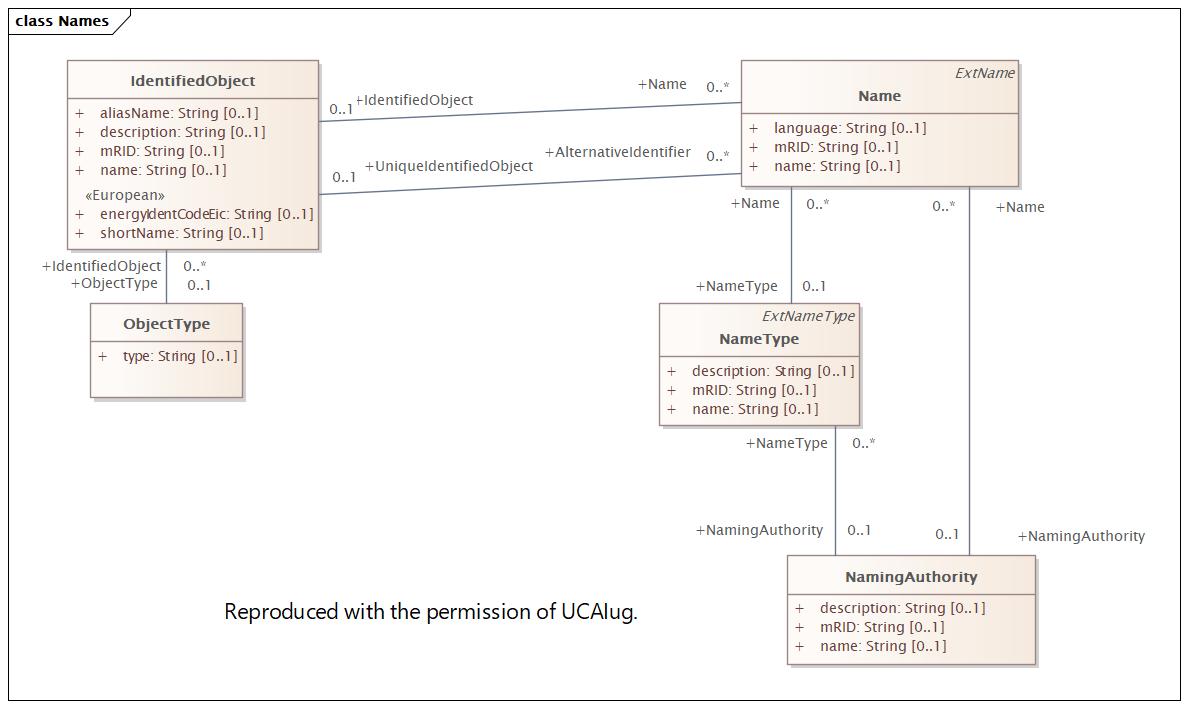 class Names
IdentifiedObject
+ aliasName: String [0..1]
+ description: String [0..1]
+ mRID: String [0..1]
+ name: String [0..1]
«European»
+ energyIdentCodeEic: String [0..1]
+ shortName: String [0..1]
+IdentifiedObject 0..*
+ObjectType 0..1
ObjectType
+ type: String [0..1]
0..1 +IdentifiedObject
+Name 0..*
0..1 +UniqueIdentifiedObject
+AlternativeIdentifier 0..*
ExtName
Name
+ language: String [0..1]
+ mRID: String [0..1]
+ name: String [0..1]
+Name 0..*
0..* +Name
+NameType 0..1
ExtNameType
NameType
+ description: String [0..1]
+ mRID: String [0..1]
+ name: String [0..1]
+NameType 0..*
+NamingAuthority 0..1
0..1 +NamingAuthority
NamingAuthority
+ description: String [0..1]
+ mRID: String [0..1]
+ name: String [0..1]
Reproduced with the permission of UCAIug.